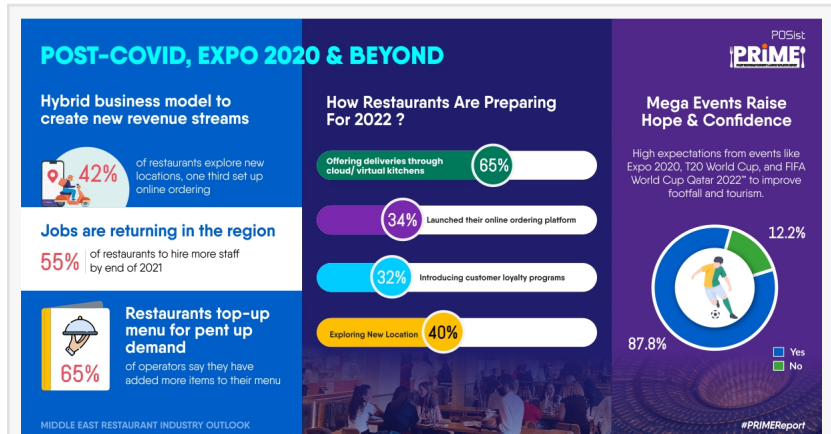 POST-COVID, EXPO 2020 & BEYOND
POSist
PRiME
Hybrid business model to
create new revenue streams
42%
of restaurants explore new
locations, one third set up
online ordering
Jobs are returning in the region
55%
of restaurants to hire more staff
by end of 2021
Restaurants top-up
menu for pent up
demand
65%
of operators say they have
added more items to their menu
MIDDLE EAST RESTAURANT INDUSTRY OUTLOOK
How Restaurants Are Preparing
For 2022 ?
Offering deliveries through
cloud/ virtual kitchens
65%
34%
Launched their online ordering platform
32%
Introducing customer loyalty programs
Exploring New Location
40%
Mega Events Raise
Hope & Confidence
High expectations from events like
Expo 2020, T20 World Cup, and FIFA
World Cup Qatar 2022™ to improve
footfall and tourism.
12.2%
87.8%
Yes
No
#PRIMEReport